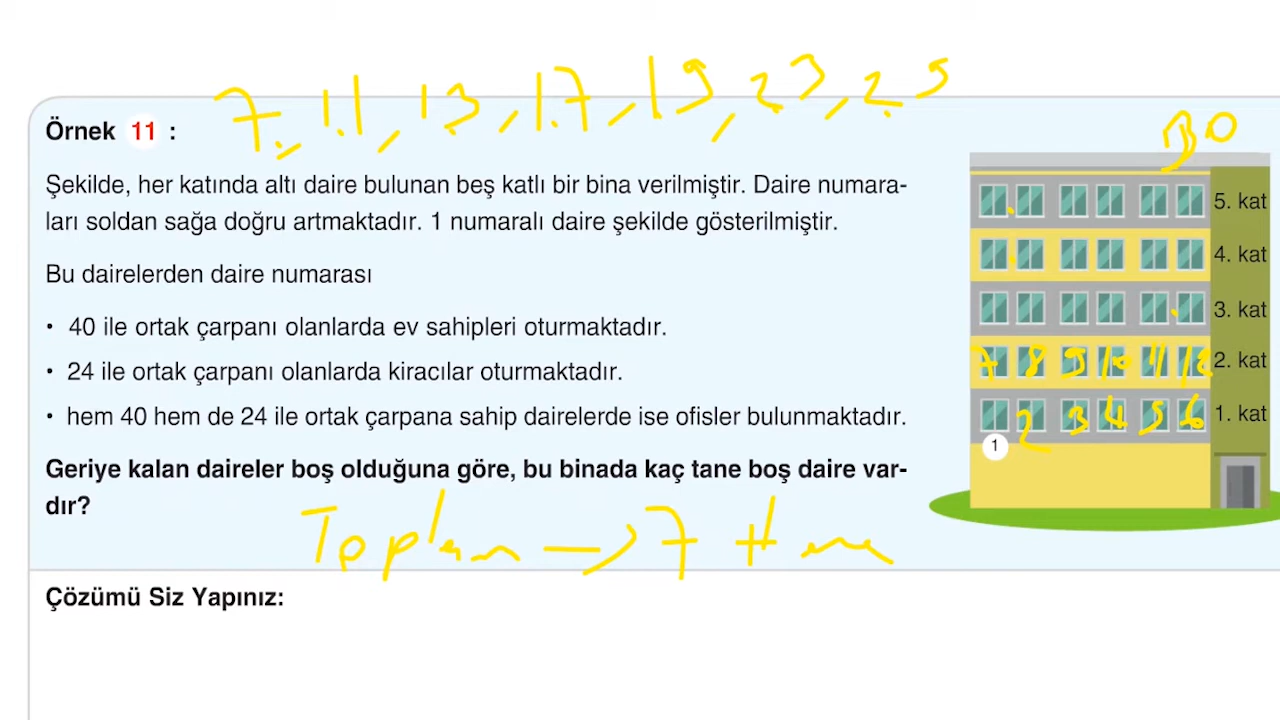 7, 11, 13, 17, 19, 23, 25
Örnek 11 :
30
Şekilde, her katında altı daire bulunan beş katlı bir bina verilmiştir. Daire numara-
ları soldan sağa doğru artmaktadır. 1 numaralı daire şekilde gösterilmiştir.
Bu dairelerden daire numarası
• 40 ile ortak çarpanı olanlarda ev sahipleri oturmaktadır.
• 24 ile ortak çarpanı olanlarda kiracılar oturmaktadır.
• hem 40 hem de 24 ile ortak çarpana sahip dairelerde ise ofisler bulunmaktadır.
Geriye kalan daireler boş olduğuna göre, bu binada kaç tane boş daire var-
dır?
5. kat
4. kat
3. kat
7 8 9 10 11 12 2. kat
2 3 4 5 6 1. kat
1
Toplam → 7 tane
Çözümü Siz Yapınız: